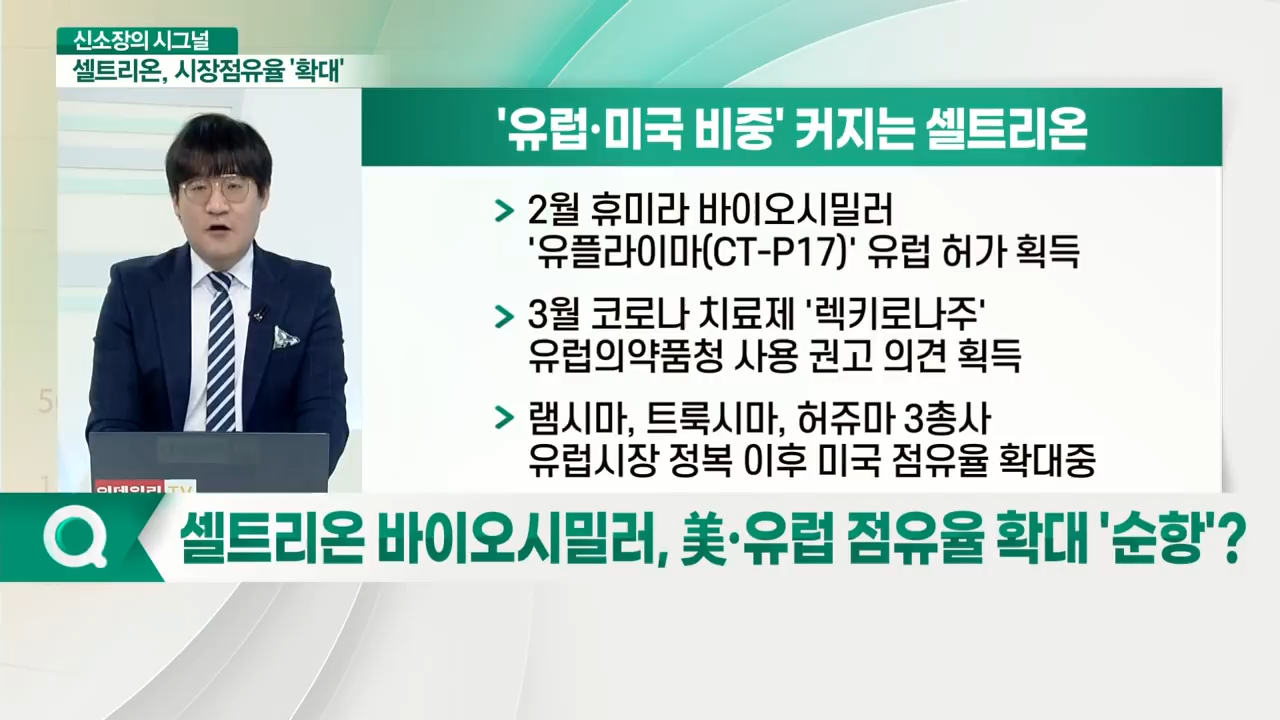 신소장의 시그널
셀트리온, 시장점유율 '확대'
'유럽·미국 비중' 커지는 셀트리온
> 2월 휴미라 바이오시밀러
'유플라이마(CT-P17)' 유럽 허가 획득
> 3월 코로나 치료제 '렉키로나주'
유럽의약품청 사용 권고 의견 획득
> 램시마, 트룩시마, 허쥬마 3총사
유럽시장 정복 이후 미국 점유율 확대중
이데일리 TV
Q 셀트리온 바이오시밀러, 美·유럽 점유율 확대 '순항'?